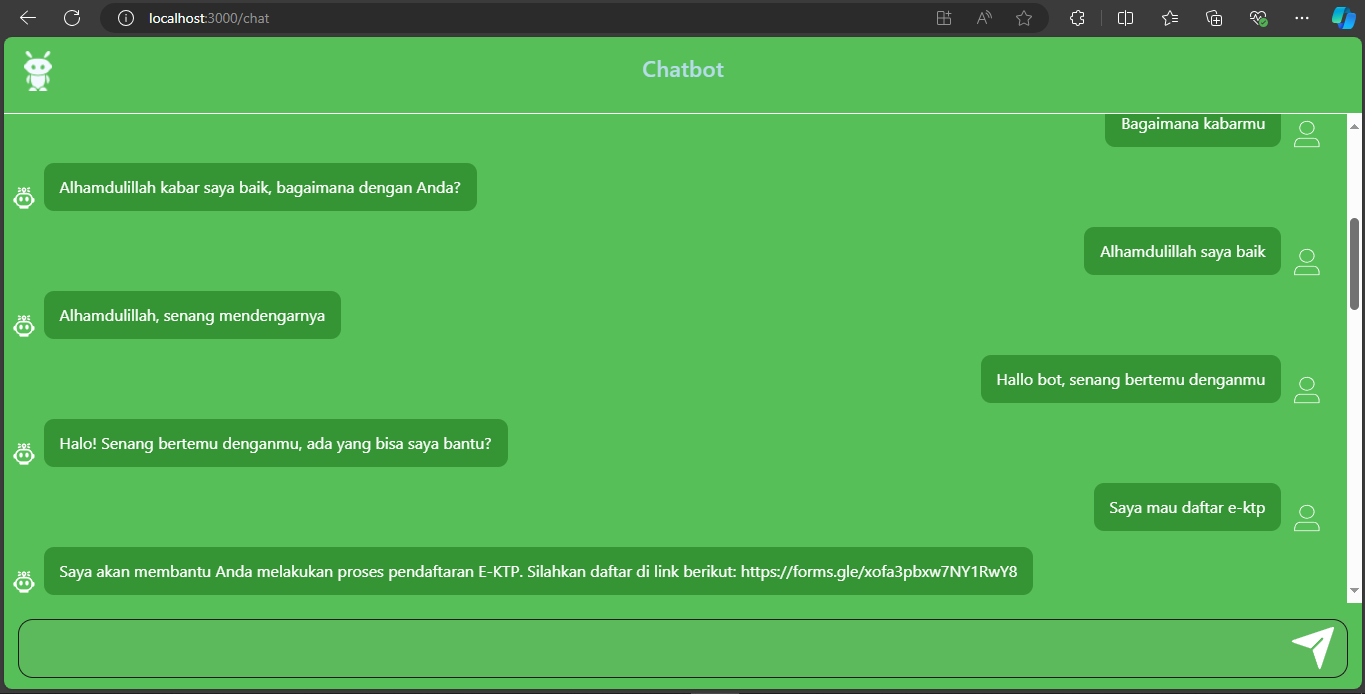 localhost:3000/chat
Chatbot
Bagaimana kabarmu
Alhamdulillah kabar saya baik, bagaimana dengan Anda?
Alhamdulillah saya baik
Alhamdulillah, senang mendengarnya
Hallo bot, senang bertemu denganmu
Halo! Senang bertemu denganmu, ada yang bisa saya bantu?
Saya mau daftar e-ktp
Saya akan membantu Anda melakukan proses pendaftaran E-KTP. Silahkan daftar di link berikut: https://forms.gle/xofa3pbxw7NY1RwY8